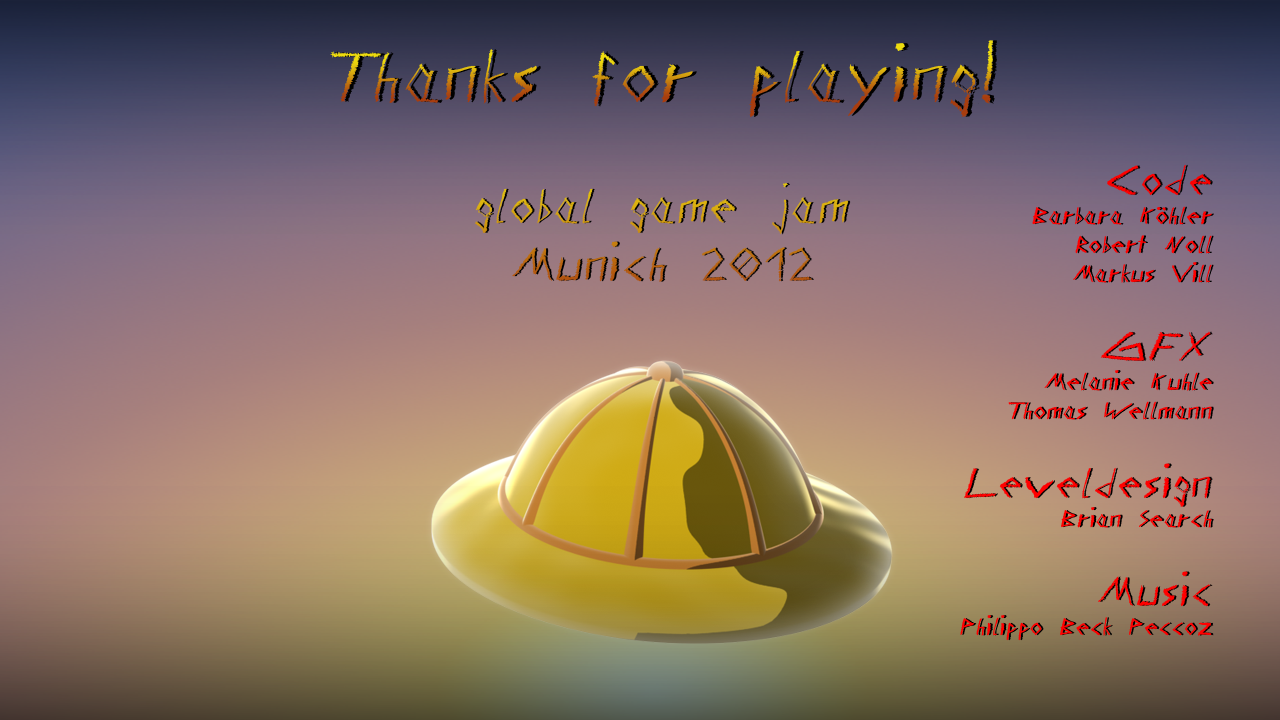 Thanks for playing!
global game jam
Munich 2012
Code
Barbara Köhler
Robert Noll
Markus Vill
GFX
Melanie Kuhle
Thomas Wellmann
Leveldesign
Brian Search
Music
Philippo Beck Peccoz